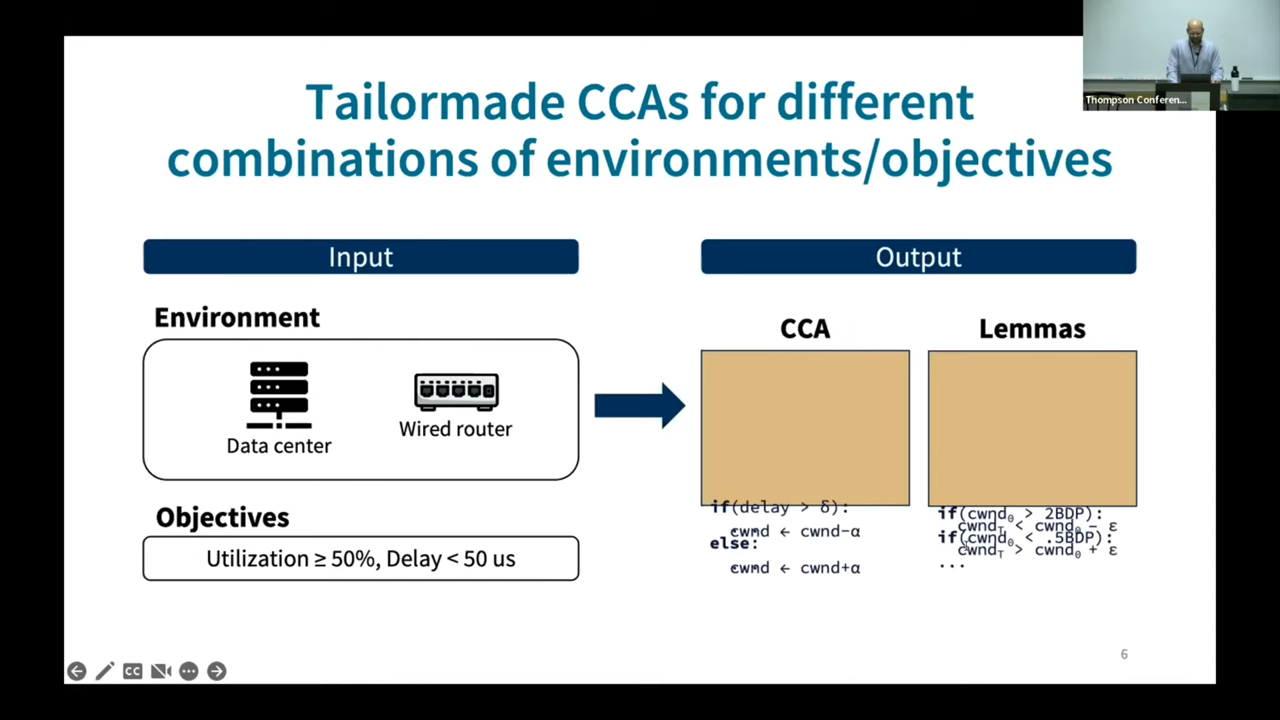 Thompson Conferen...
Tailormade CCAs for different
combinations of environments/objectives
Input
Environment
Data center
Wired router
Objectives
Utilization ≥ 50%, Delay < 50 us
Output
CCA
if(delay > δ):
cwnd ← cwnd−α
else:
cwnd ← cwnd+α
Lemmas
if(cwnd₀ > 2BDP):
cwnd_T < cwnd₀ − ε
if(cwnd₀ < .5BDP):
cwnd_T > cwnd₀ + ε
...
CC
6